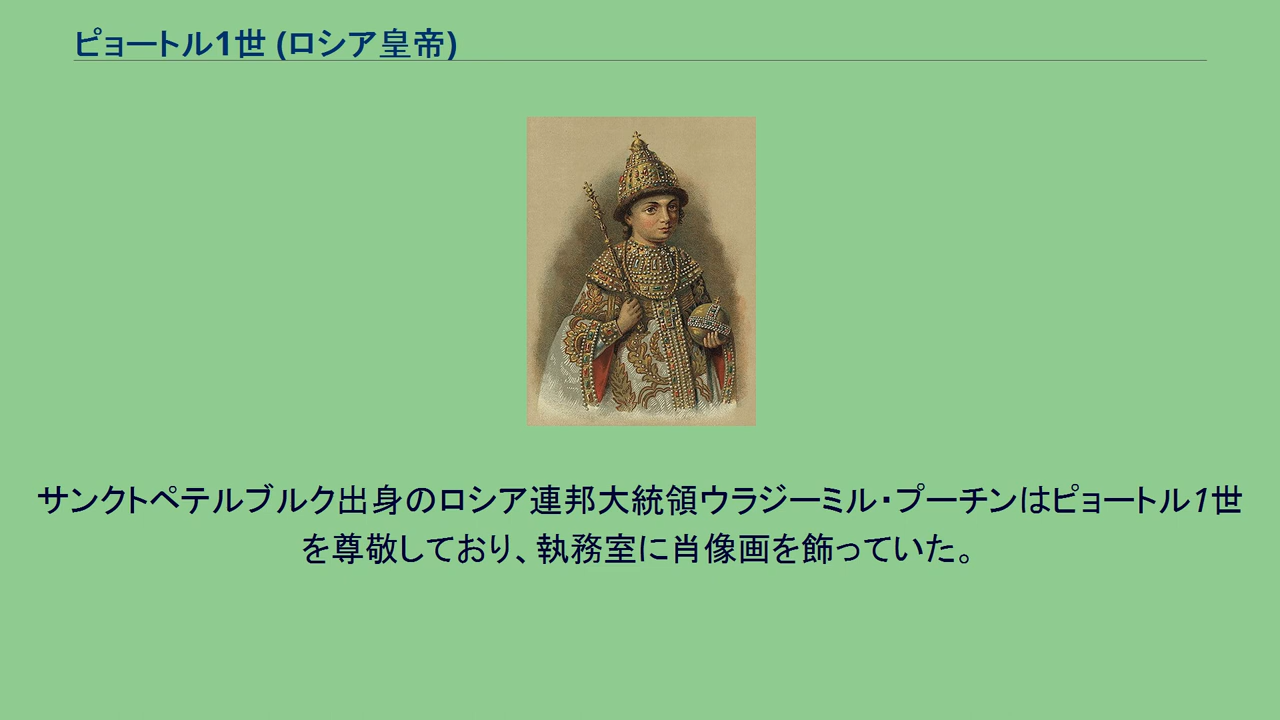 ピョートル1世 (ロシア皇帝)
サンクトペテルブルク出身のロシア連邦大統領ウラジーミル・プーチンはピョートル1世
を尊敬しており、執務室に肖像画を飾っていた。